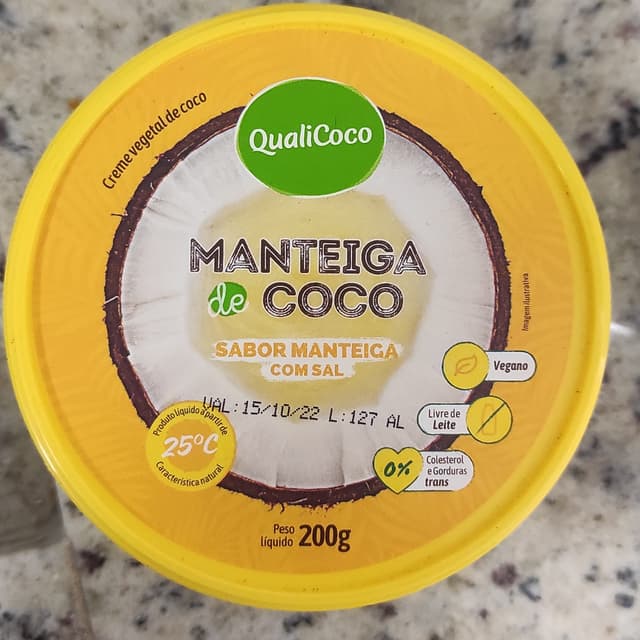 Creme vegetal de coco
QualiCoco
MANTEIGA
de COCO
SABOR MANTEIGA
COM SAL
Imagem ilustrativa
Vegano
VAL:15/10/22 L:127 AL
Livre de
Leite
Produto líquido a partir de
25°C
Característica natural
0%
Colesterol
e Gorduras
trans
Peso
líquido 200g